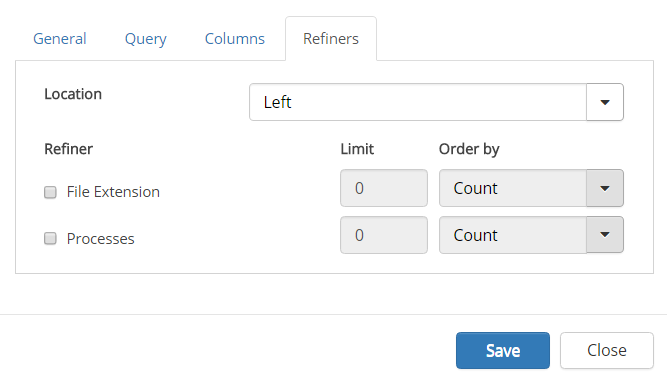 General Query Columns Refiners
Location Left
Refiner Limit Order by
File Extension 0 Count
Processes 0 Count
Save Close